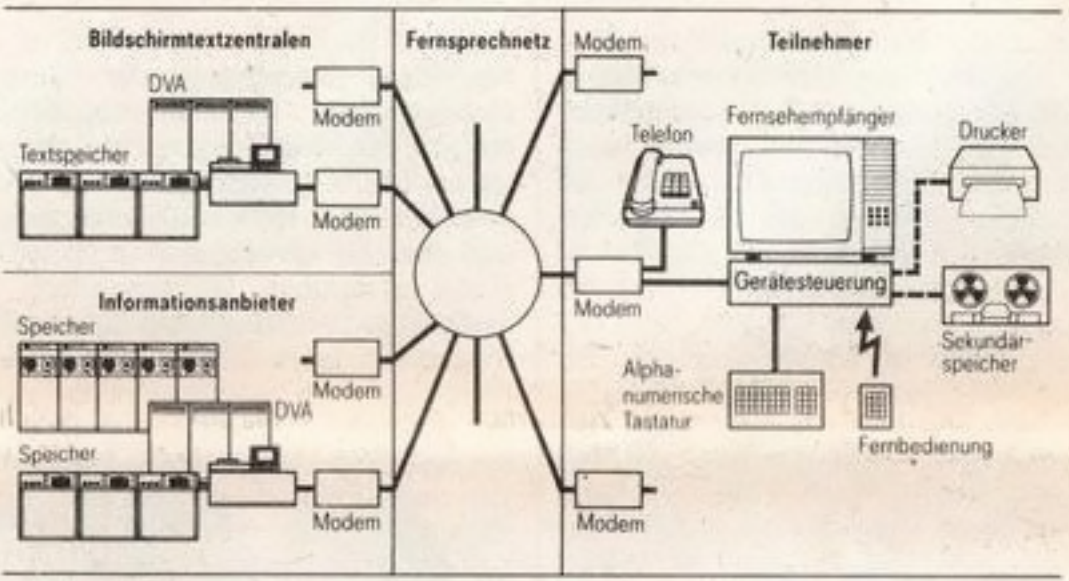 Bildschirmtextzentralen
DVA
Textspeicher
Modem
Modem
Informationsanbieter
Speicher
DVA
Speicher
Modem
Modem
Fernsprechnetz
Modem
Teilnehmer
Telefon
Fernsehempfänger
Drucker
Gerätesteuerung
Modem
Sekundär-
speicher
Alpha-
numerische
Tastatur
Fernbedienung
Modem